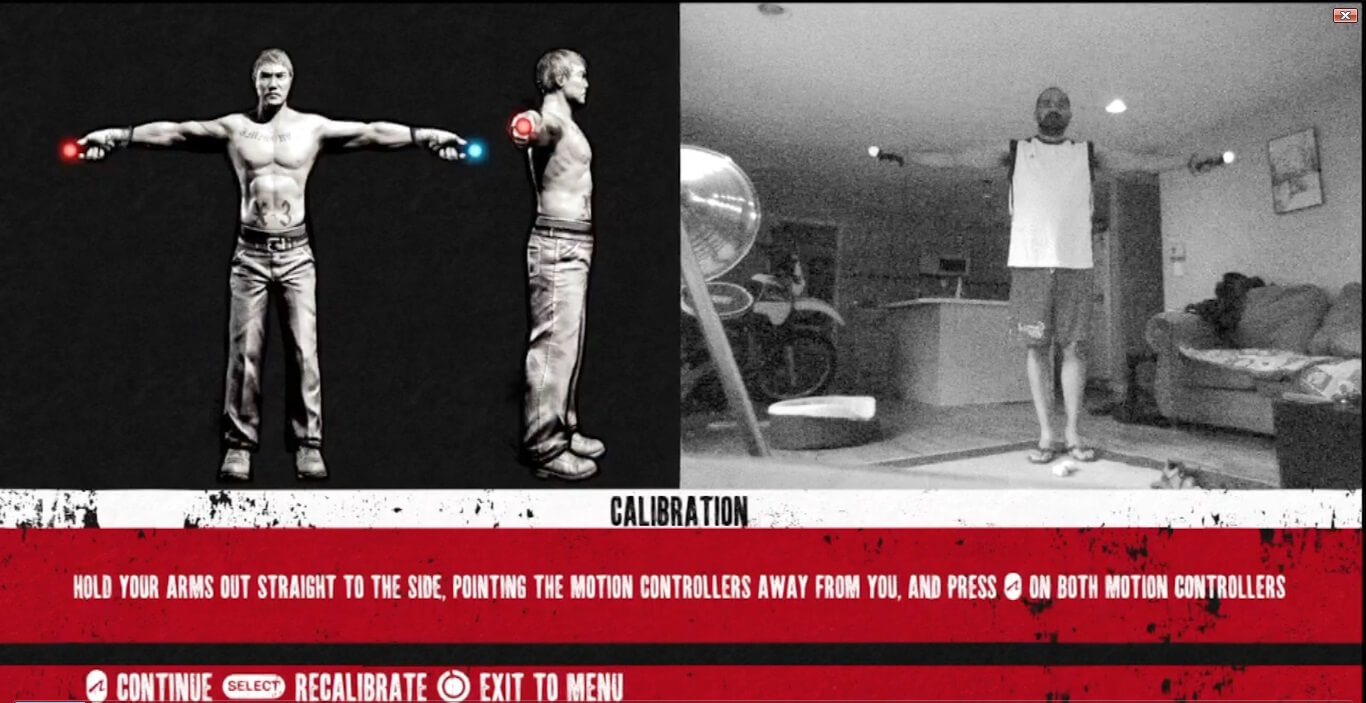 CALIBRATION
HOLD YOUR ARMS OUT STRAIGHT TO THE SIDE, POINTING THE MOTION CONTROLLERS AWAY FROM YOU, AND PRESS ON BOTH MOTION CONTROLLERS
CONTINUE SELECT RECALIBRATE EXIT TO MENU